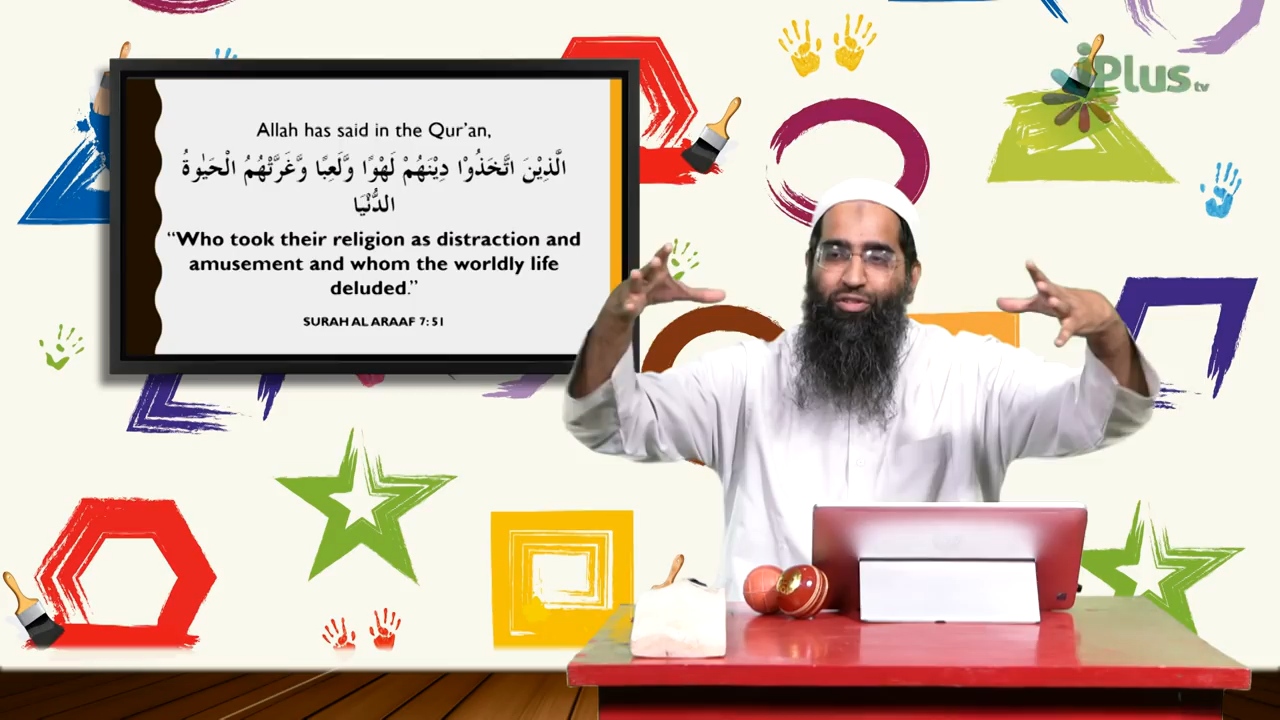 Allah has said in the Qur’an,
الَّذِيْنَ اتَّخَذُوْا دِيْنَهُمْ لَهْوًا وَّلَعِبًا وَّغَرَّتْهُمُ الْحَيٰوةُ
الدُّنْيَا
“Who took their religion as distraction and
amusement and whom the worldly life
deluded.”
SURAH AL ARAAF 7: 51
iPlus tv